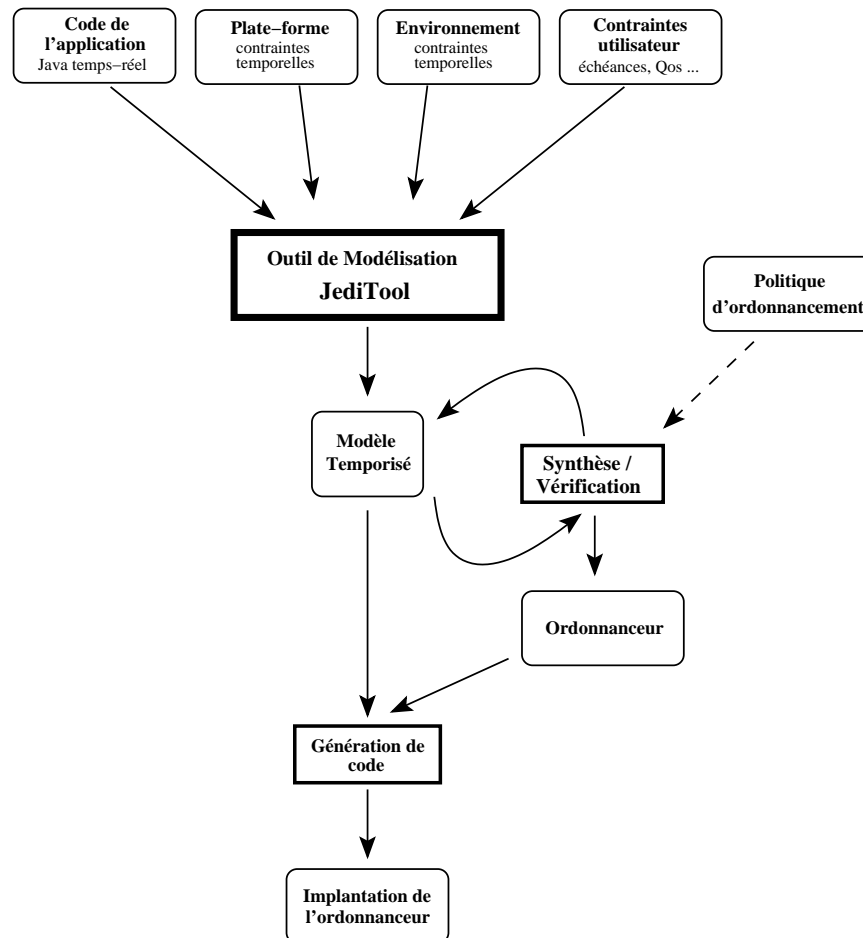 Code de
l’application
Java temps−réel
Plate−forme
contraintes
temporelles
Environnement
contraintes
temporelles
Contraintes
utilisateur
échéances, Qos ...
Outil de Modélisation
JediTool
Politique
d’ordonnancement
Modèle
Temporisé
Synthèse /
Vérification
Ordonnanceur
Génération de
code
Implantation de
l’ordonnanceur